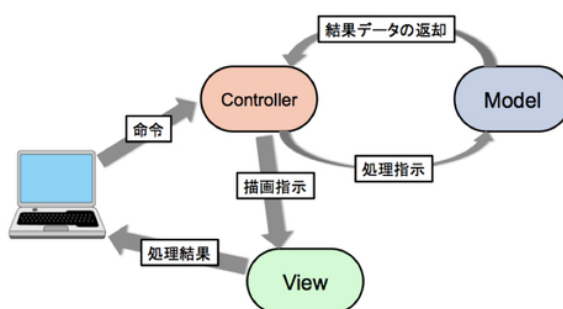 結果データの返却
Controller
Model
命令
処理指示
描画指示
処理結果
View